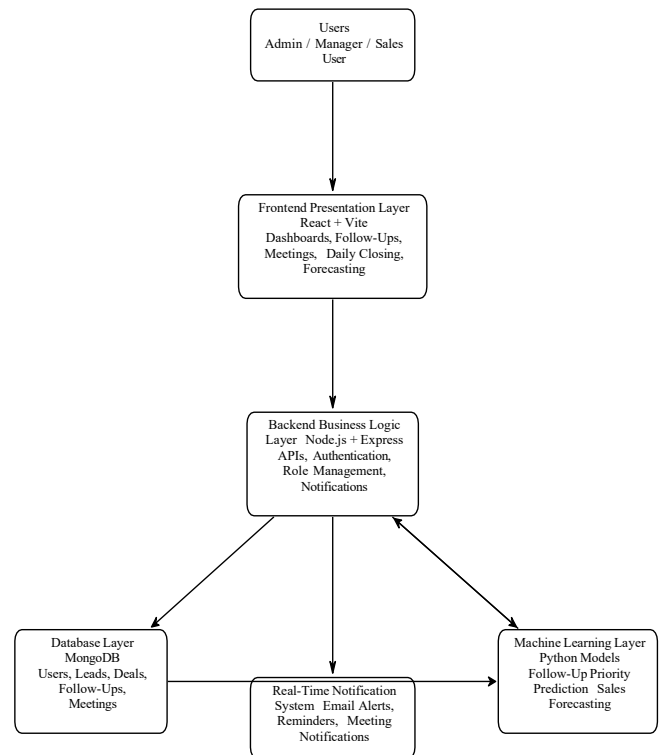 Users
Admin / Manager / Sales
User
Frontend Presentation Layer
React + Vite
Dashboards, Follow-Ups,
Meetings, Daily Closing,
Forecasting
Backend Business Logic
Layer Node.js + Express
APIs, Authentication,
Role Management,
Notifications
Database Layer
MongoDB
Users, Leads, Deals,
Follow-Ups,
Meetings
Real-Time Notification
System Email Alerts,
Reminders, Meeting
Notifications
Machine Learning Layer
Python Models
Follow-Up Priority
Prediction Sales
Forecasting